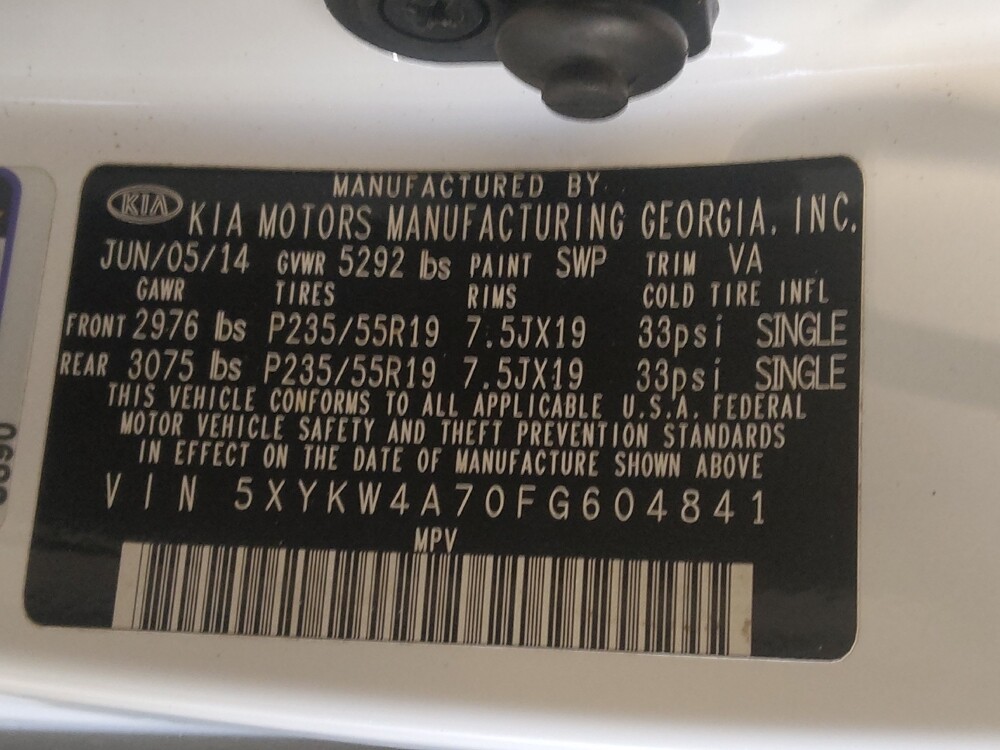 MANUFACTURED BY
KIA KIA MOTORS MANUFACTURING GEORGIA, INC.
JUN/05/14 GVWR 5292 lbs PAINT SWP TRIM VA
GAWR TIRES RIMS COLD TIRE INFL
FRONT 2976 lbs P235/55R19 7.5JX19 33psi SINGLE
REAR 3075 lbs P235/55R19 7.5JX19 33psi SINGLE
THIS VEHICLE CONFORMS TO ALL APPLICABLE U.S.A. FEDERAL
MOTOR VEHICLE SAFETY AND THEFT PREVENTION STANDARDS
IN EFFECT ON THE DATE OF MANUFACTURE SHOWN ABOVE
VIN 5XYKW4A70FG604841
MPV